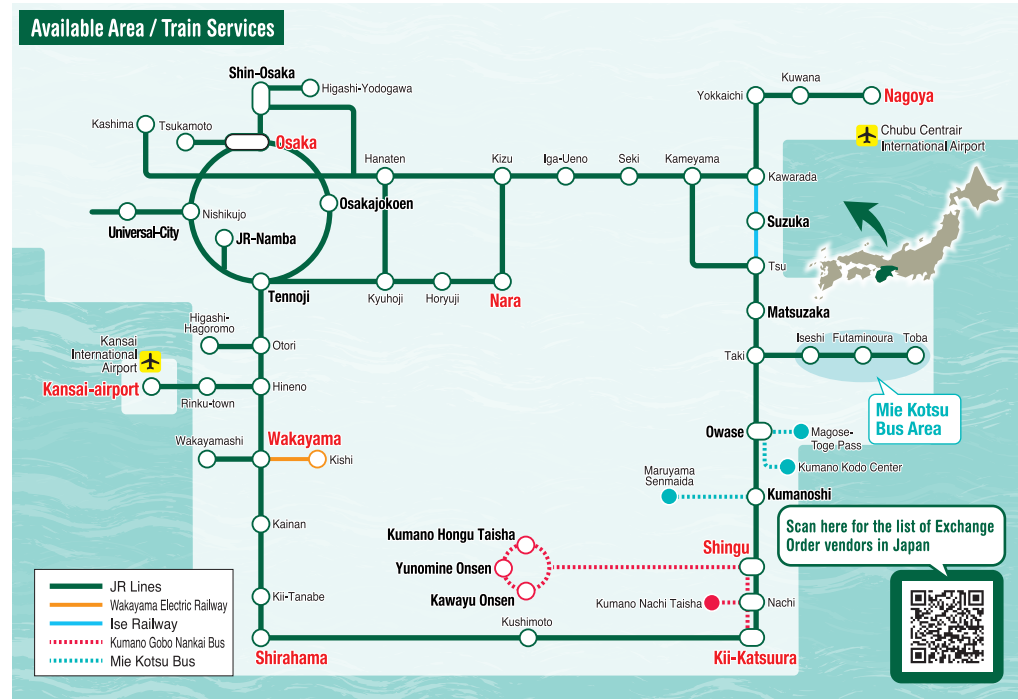 Available Area / Train Services
Shin-Osaka
Higashi-Yodogawa
Kashima
Tsukamoto
Osaka
Hanaten
Kizu
Iga-Ueno
Seki
Kameyama
Yokkaichi
Kuwana
Nagoya
Chubu Centrair
International Airport
Kawarada
Osakajokoen
Nishikujo
Universal-City
JR-Namba
Suzuka
Tsu
Tennoji
Kyuhoji
Horyuji
Nara
Matsuzaka
Higashi-
Hagoromo
Otori
Kansai
International
Airport
Kansai-airport
Rinku-town
Hineno
Taki
Iseshi
Futaminoura
Toba
Mie Kotsu
Bus Area
Wakayamashi
Wakayama
Kishi
Owase
Magose-
Toge Pass
Kumano Kodo Center
Maruyama
Senmaida
Kumanoshi
Kainan
Kumano Hongu Taisha
Yunomine Onsen
Kawayu Onsen
Shingu
Kumano Nachi Taisha
Nachi
Kii-Tanabe
Kushimoto
Shirahama
Kii-Katsuura
Scan here for the list of Exchange
Order vendors in Japan
JR Lines
Wakayama Electric Railway
Ise Railway
Kumano Gobo Nankai Bus
Mie Kotsu Bus